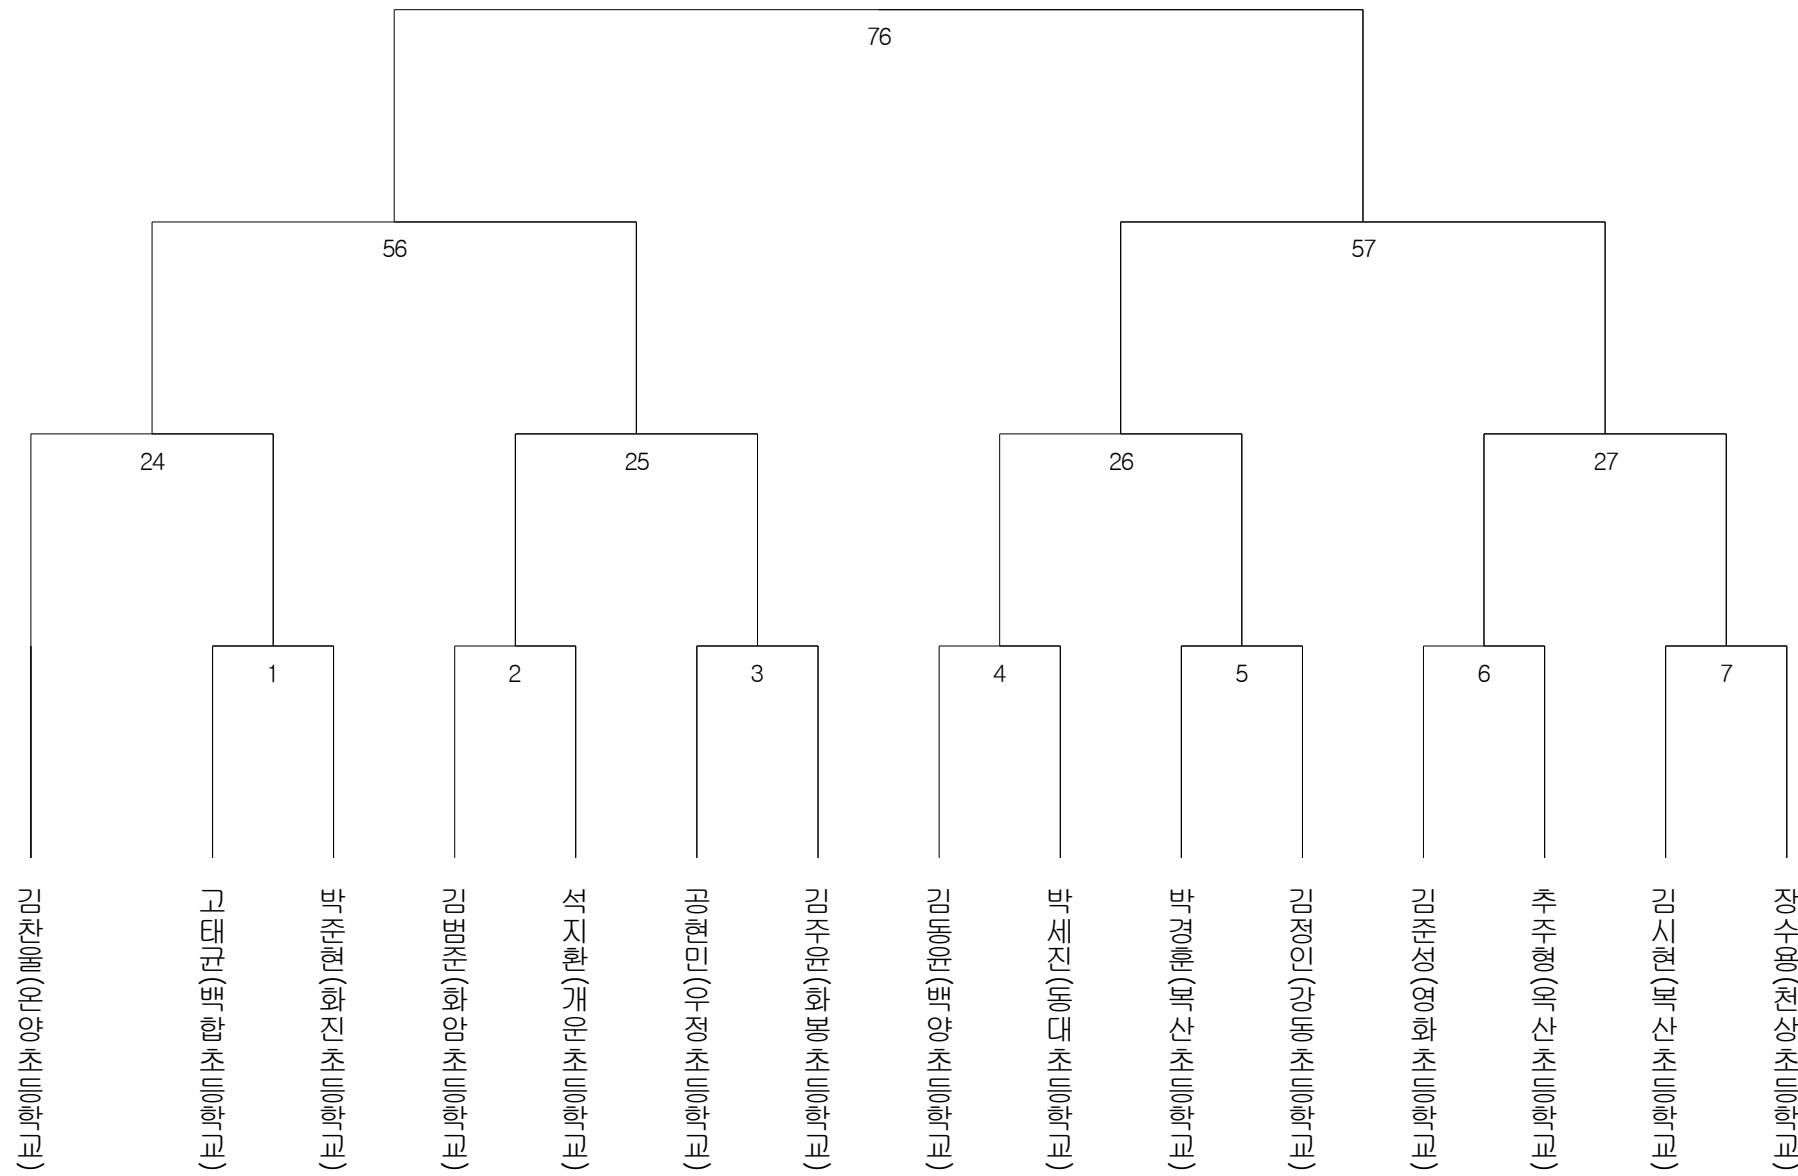 76
56
57
24
25
26
27
1
2
3
4
5
6
7
김찬울(온양초등학교)
고태균(백합초등학교)
박준현(화진초등학교)
김범준(화암초등학교)
석지환(개운초등학교)
공현민(우정초등학교)
김주윤(화봉초등학교)
김동윤(백양초등학교)
박세진(동대초등학교)
박경훈(복산초등학교)
김정인(강동초등학교)
김준성(영화초등학교)
추주형(옥산초등학교)
김시현(복산초등학교)
장수용(천상초등학교)